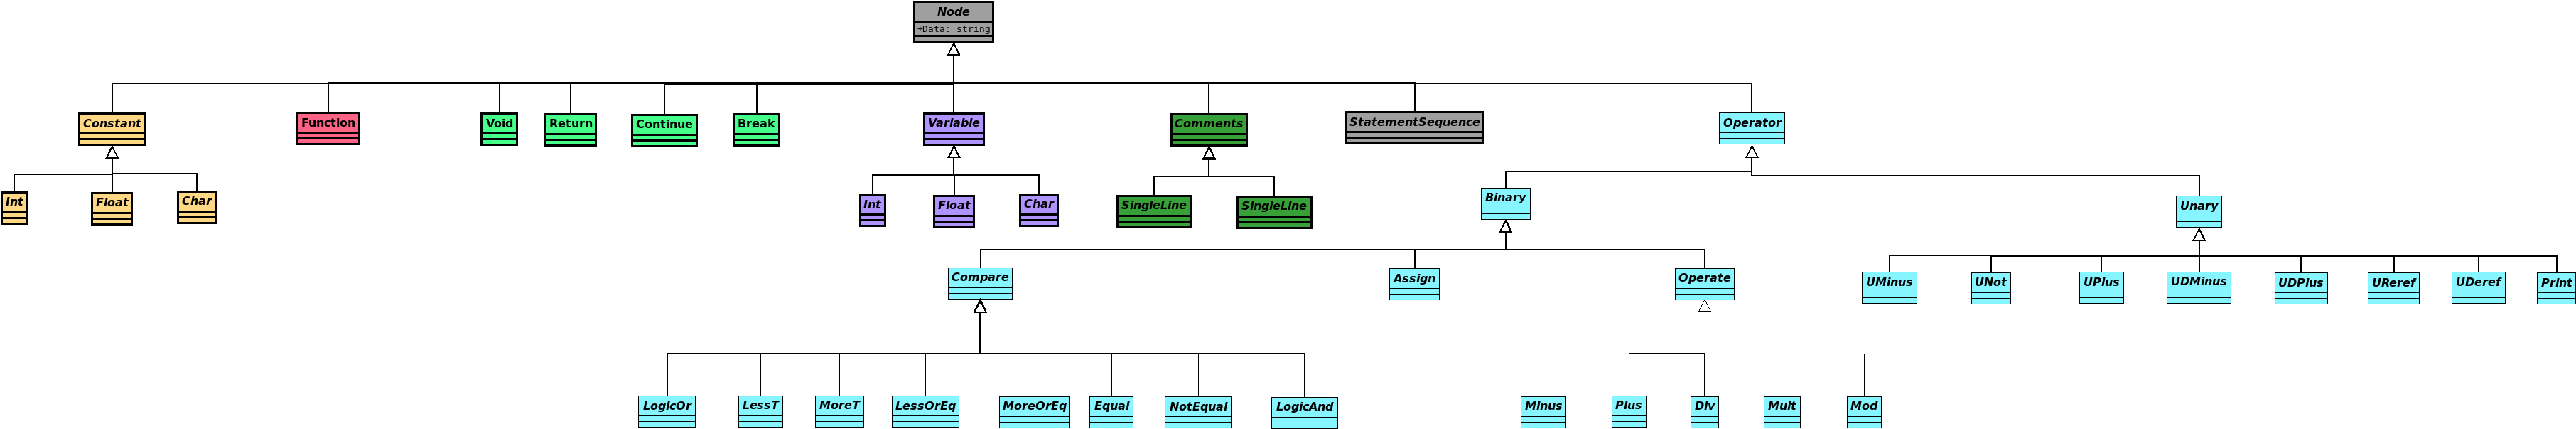 Node
+Data: string
Constant
Function
Void
Return
Continue
Break
Variable
Comments
StatementSequence
Operator
Int
Float
Char
Int
Float
Char
SingleLine
SingleLine
Binary
Unary
Compare
Assign
Operate
UMinus
UNot
UPlus
UDMinus
UDPlus
UReref
UDeref
Print
LogicOr
LessT
MoreT
LessOrEq
MoreOrEq
Equal
NotEqual
LogicAnd
Minus
Plus
Div
Mult
Mod